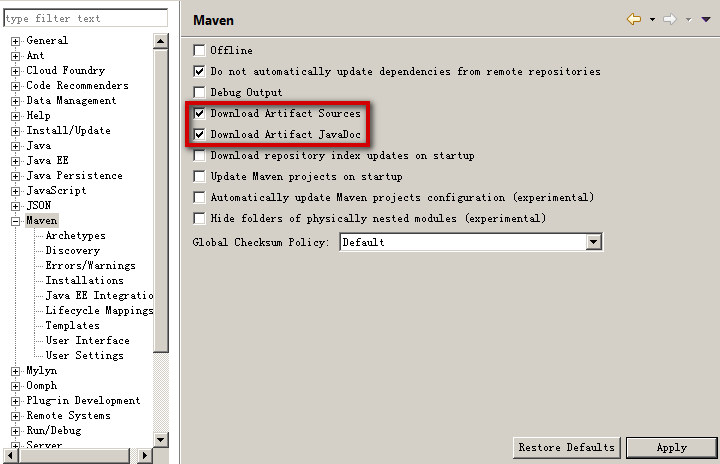 type filter text
General
Ant
Cloud Foundry
Code Recommenders
Data Management
Help
Install/Update
Java
Java EE
Java Persistence
JavaScript
JSON
Maven
Archetypes
Discovery
Errors/Warnings
Installations
Java EE Integratio
Lifecycle Mappings
Templates
User Interface
User Settings
Mylyn
Oomph
Plug-in Development
Remote Systems
Run/Debug
Server
Maven
Offline
Do not automatically update dependencies from remote repositories
Debug Output
Download Artifact Sources
Download Artifact JavaDoc
Download repository index updates on startup
Update Maven projects on startup
Automatically update Maven projects configuration (experimental)
Hide folders of physically nested modules (experimental)
Global Checksum Policy: Default
Restore Defaults Apply